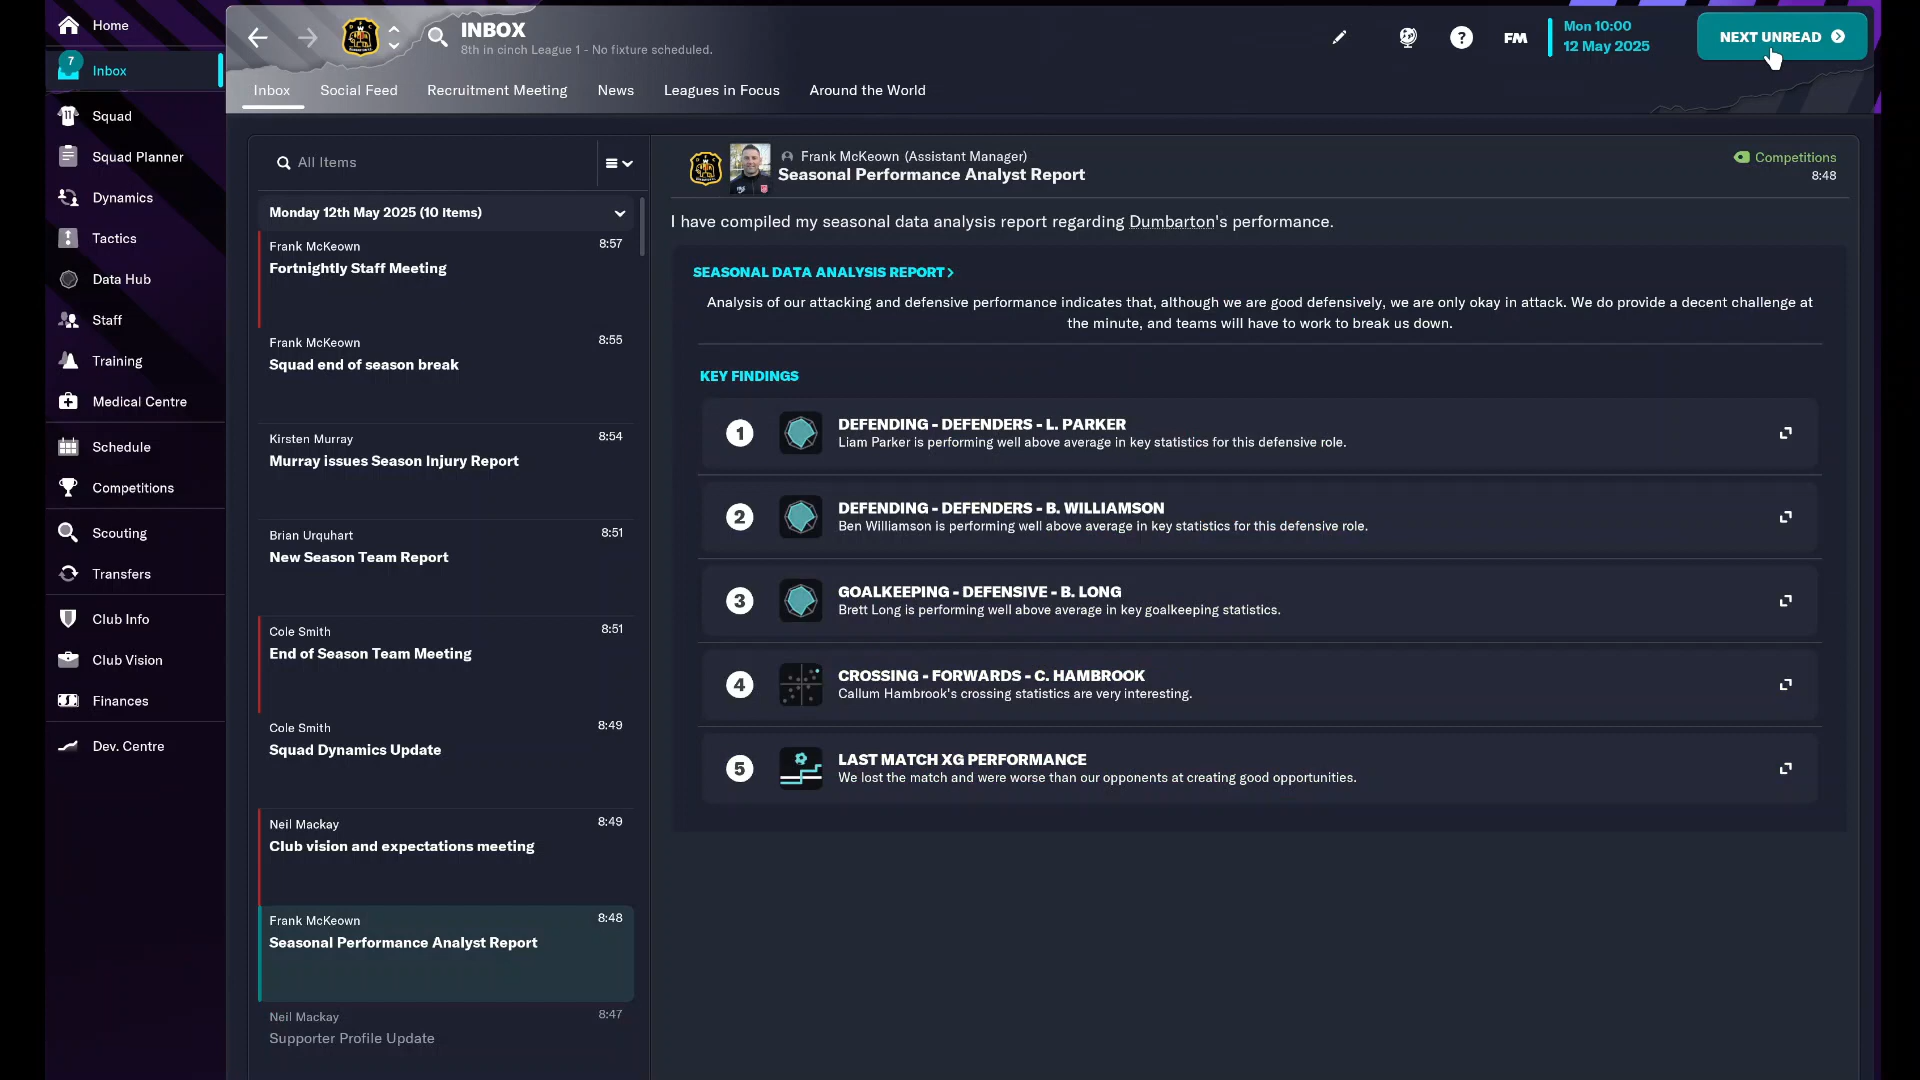 Home
7
Inbox
Squad
Squad Planner
Dynamics
Tactics
Data Hub
Staff
Training
Medical Centre
Schedule
Competitions
Scouting
Transfers
Club Info
Club Vision
Finances
Dev. Centre
INBOX
8th in cinch League 1 - No fixture scheduled.
?
FM
Mon 10:00
12 May 2025
NEXT UNREAD
Inbox
Social Feed
Recruitment Meeting
News
Leagues in Focus
Around the World
All Items
Monday 12th May 2025 (10 Items)
Frank McKeown 8:57
Fortnightly Staff Meeting
Frank McKeown 8:55
Squad end of season break
Kirsten Murray 8:54
Murray issues Season Injury Report
Brian Urquhart 8:51
New Season Team Report
Cole Smith 8:51
End of Season Team Meeting
Cole Smith 8:49
Squad Dynamics Update
Neil Mackay 8:49
Club vision and expectations meeting
Frank McKeown 8:48
Seasonal Performance Analyst Report
Neil Mackay 8:47
Supporter Profile Update
Frank McKeown (Assistant Manager)
Seasonal Performance Analyst Report
Competitions
8:48
I have compiled my seasonal data analysis report regarding Dumbarton's performance.
SEASONAL DATA ANALYSIS REPORT >
Analysis of our attacking and defensive performance indicates that, although we are good defensively, we are only okay in attack. We do provide a decent challenge at
the minute, and teams will have to work to break us down.
KEY FINDINGS
1
DEFENDING - DEFENDERS - L. PARKER
Liam Parker is performing well above average in key statistics for this defensive role.
2
DEFENDING - DEFENDERS - B. WILLIAMSON
Ben Williamson is performing well above average in key statistics for this defensive role.
3
GOALKEEPING - DEFENSIVE - B. LONG
Brett Long is performing well above average in key goalkeeping statistics.
4
CROSSING - FORWARDS - C. HAMBROOK
Callum Hambrook's crossing statistics are very interesting.
5
LAST MATCH XG PERFORMANCE
We lost the match and were worse than our opponents at creating good opportunities.